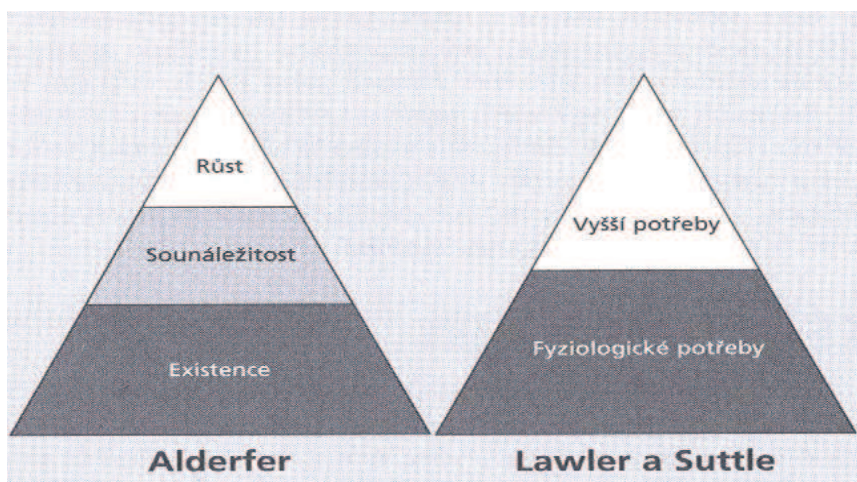 Růst
Sounáležitost
Existence
Alderfer
Vyšší potřeby
Fyziologické potřeby
Lawler a Suttle